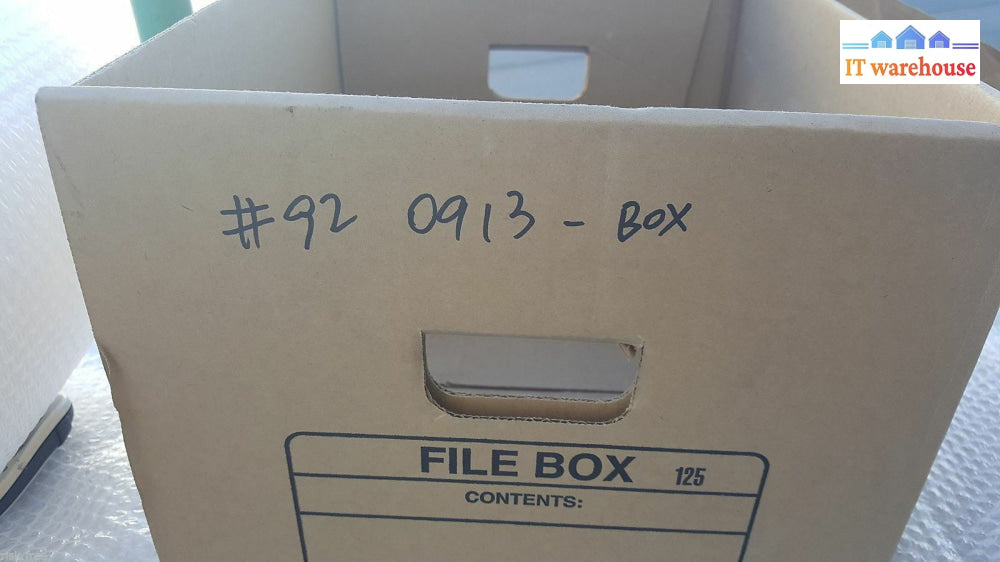 IT warehouse
#92 0913 - BOX
FILE BOX 125
CONTENTS: